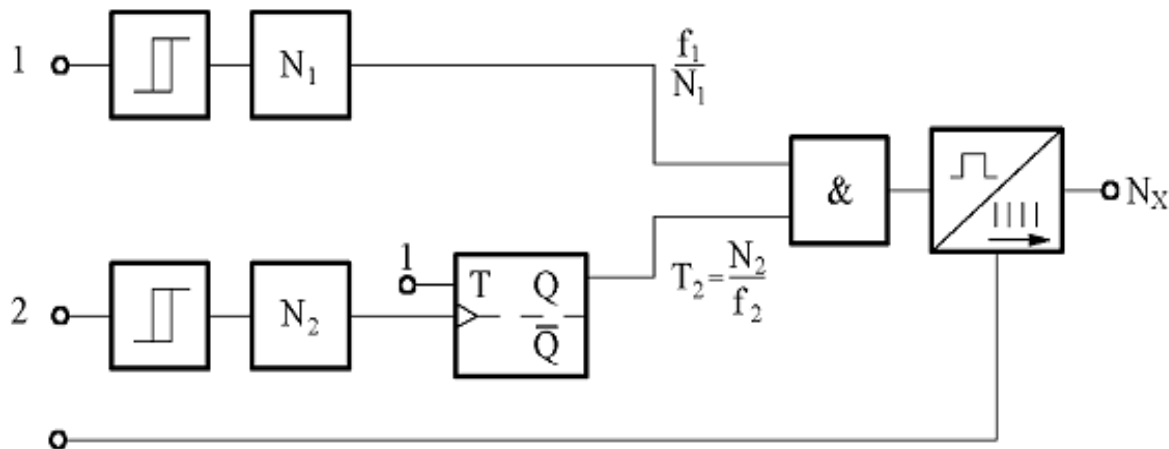 1
N₁
f₁
N₁
&
Nₓ
1
T Q
Q̅
T₂ = N₂
f₂
2
N₂